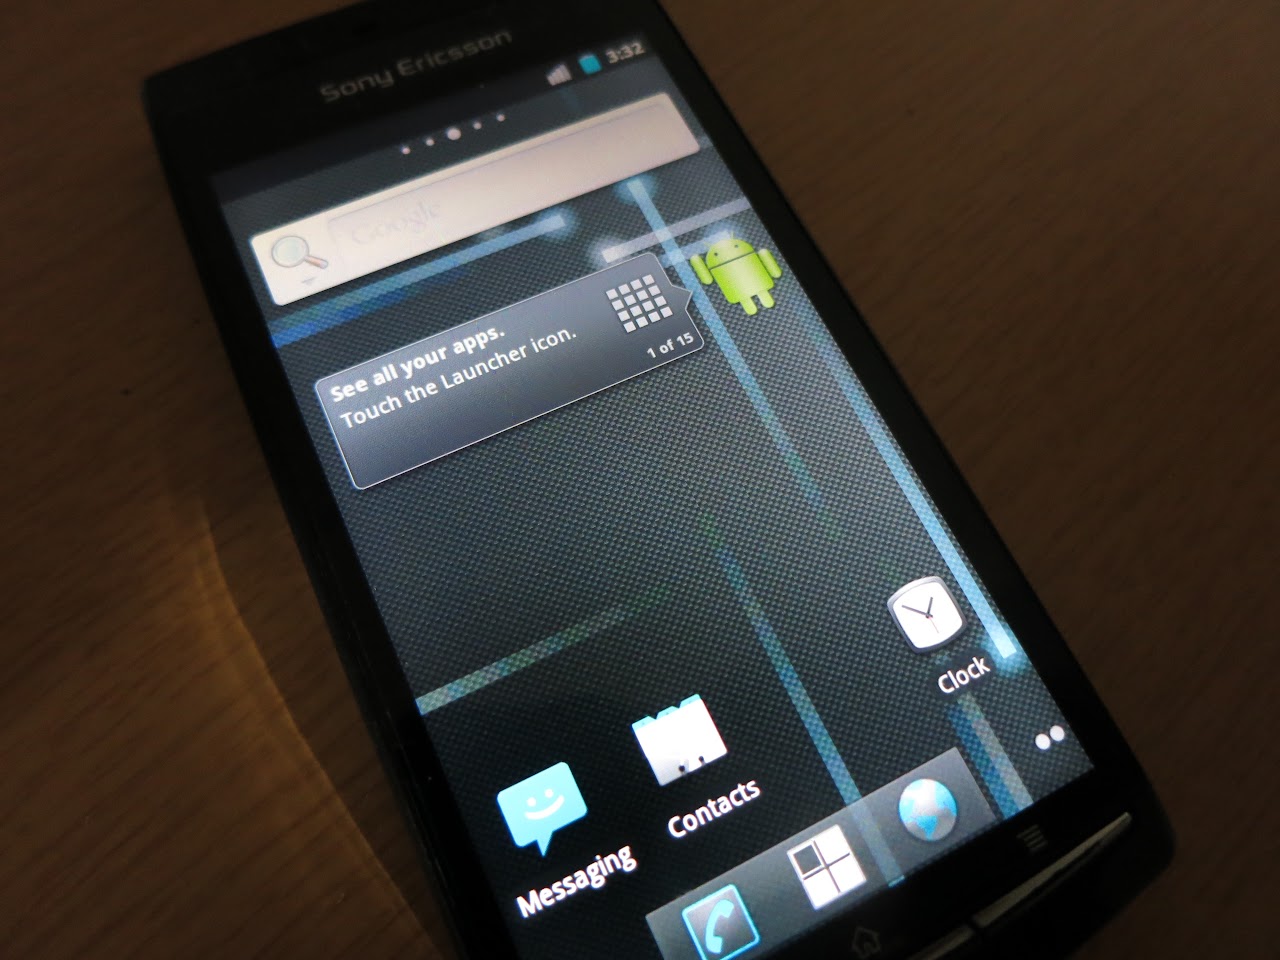 Sony Ericsson
3:32
Google
See all your apps.
Touch the Launcher icon.
1 of 15
Clock
Contacts
Messaging